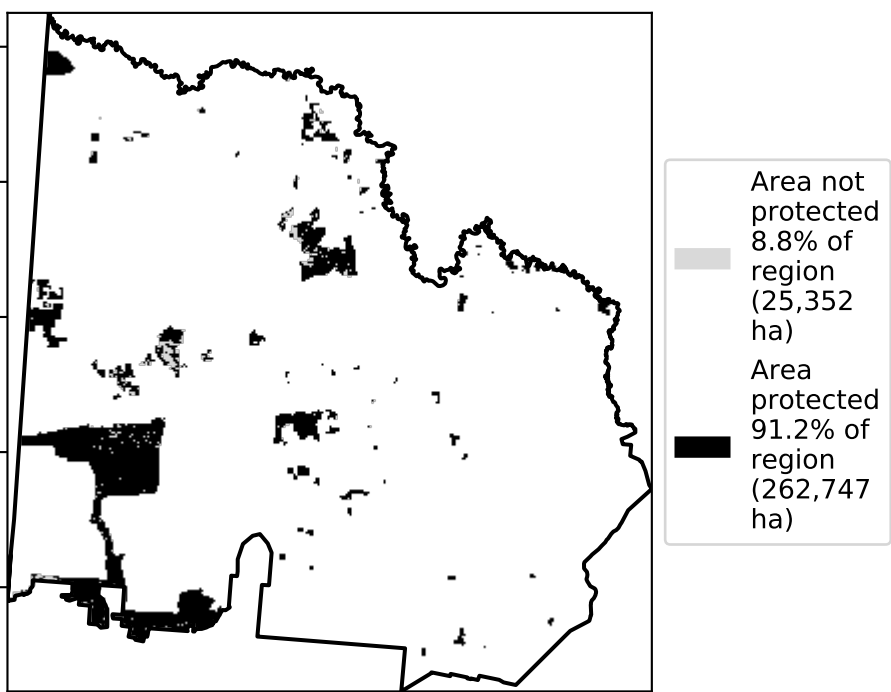 Area not
protected
8.8% of
region
(25,352
ha)
Area
protected
91.2% of
region
(262,747
ha)